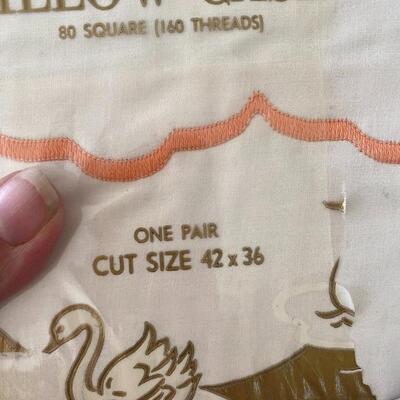 80 SQUARE (160 THREADS)
ONE PAIR
CUT SIZE 42 x 36